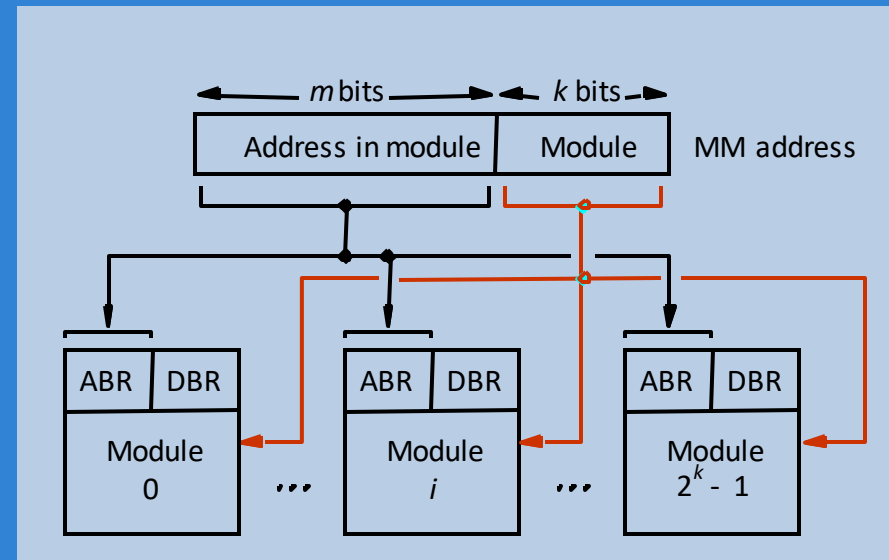 m bits k bits
Address in module Module MM address
ABR DBR ABR DBR ABR DBR
Module Module Module
0 ... i ... 2^k - 1